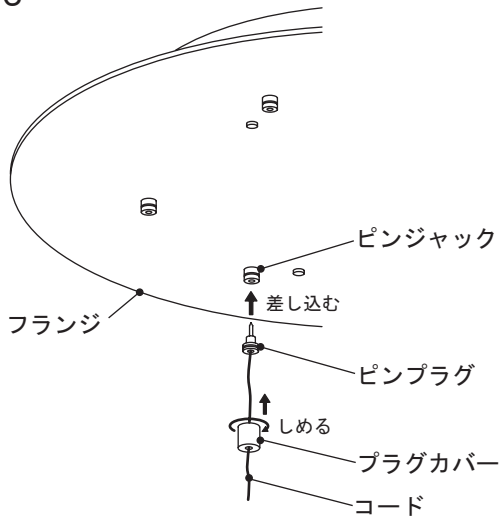 ピンジャック
差し込む
フランジ
ピンプラグ
しめる
プラグカバー
コード